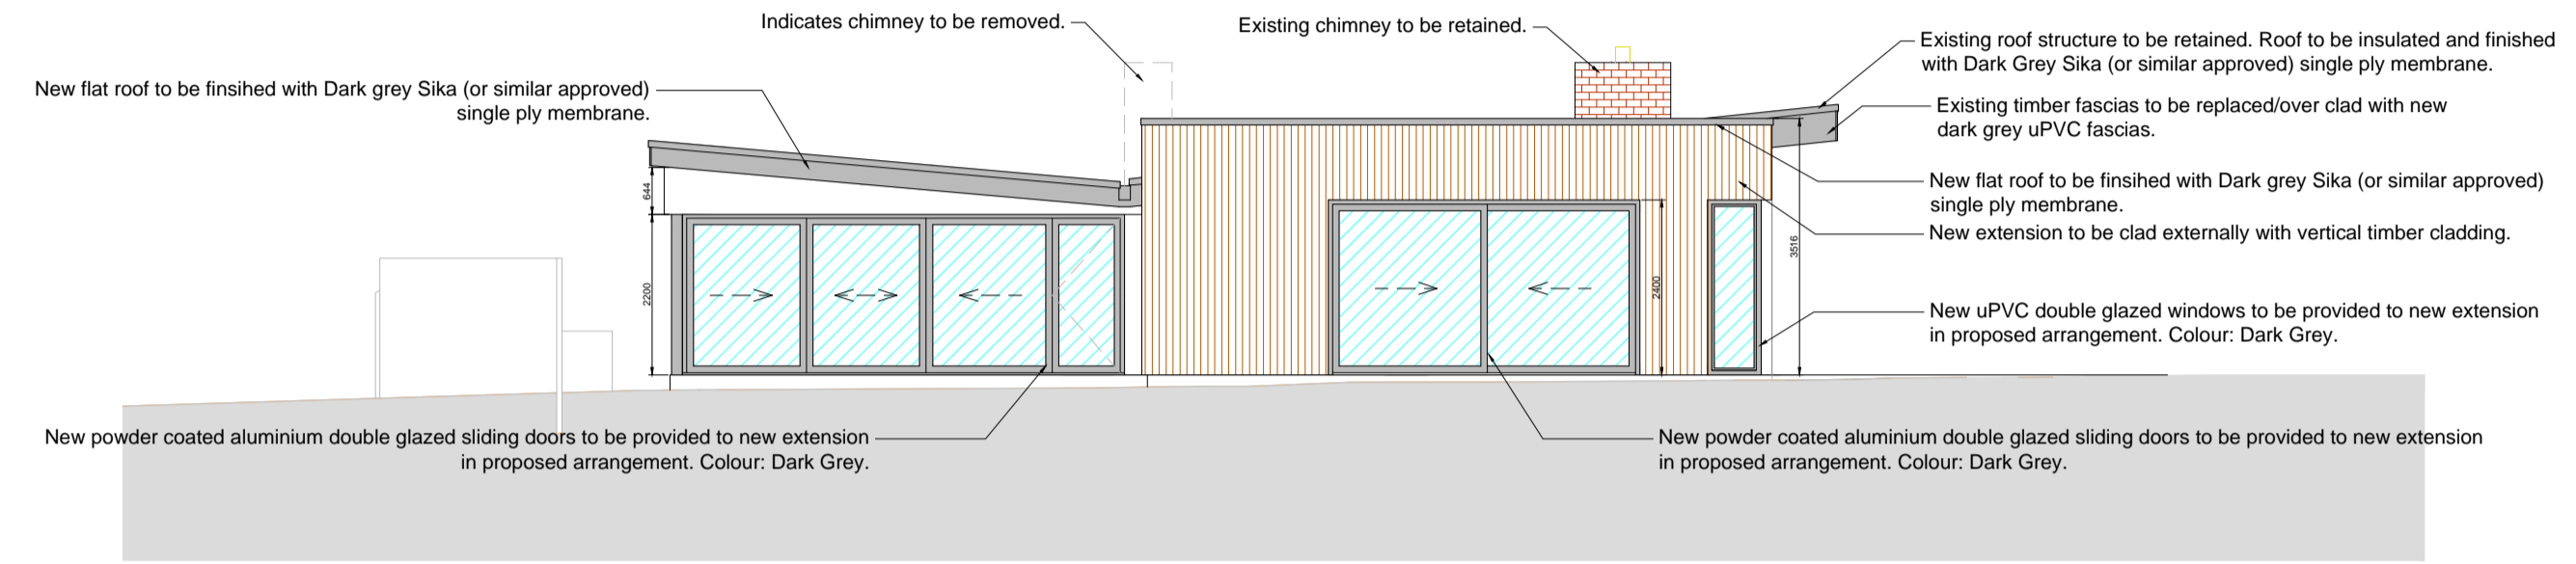 Indicates chimney to be removed.
Existing chimney to be retained.
Existing roof structure to be retained. Roof to be insulated and finished
with Dark Grey Sika (or similar approved) single ply membrane.
New flat roof to be finsihed with Dark grey Sika (or similar approved)
single ply membrane.
Existing timber fascias to be replaced/over clad with new
dark grey uPVC fascias.
New flat roof to be finsihed with Dark grey Sika (or similar approved)
single ply membrane.
New extension to be clad externally with vertical timber cladding.
644
2200
2400
3516
New uPVC double glazed windows to be provided to new extension
in proposed arrangement. Colour: Dark Grey.
New powder coated aluminium double glazed sliding doors to be provided to new extension
in proposed arrangement. Colour: Dark Grey.
New powder coated aluminium double glazed sliding doors to be provided to new extension
in proposed arrangement. Colour: Dark Grey.